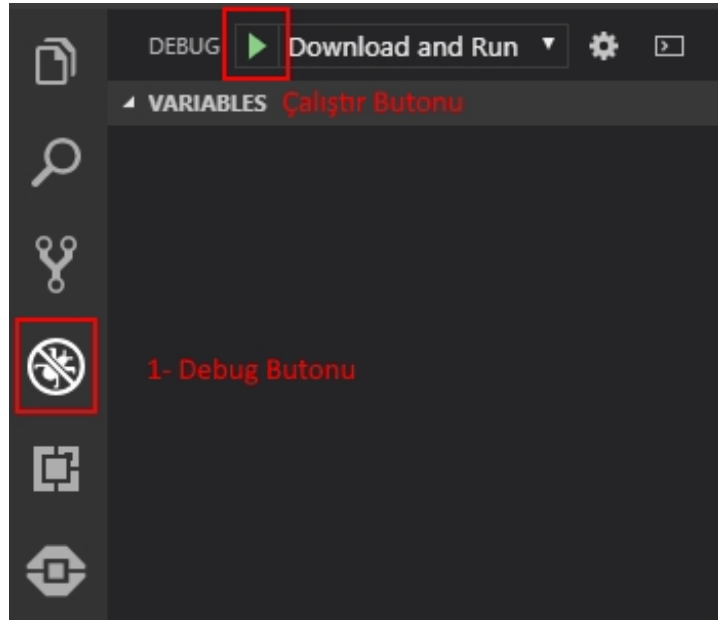 DEBUG Download and Run
VARIABLES Çalıştır Butonu
1- Debug Butonu